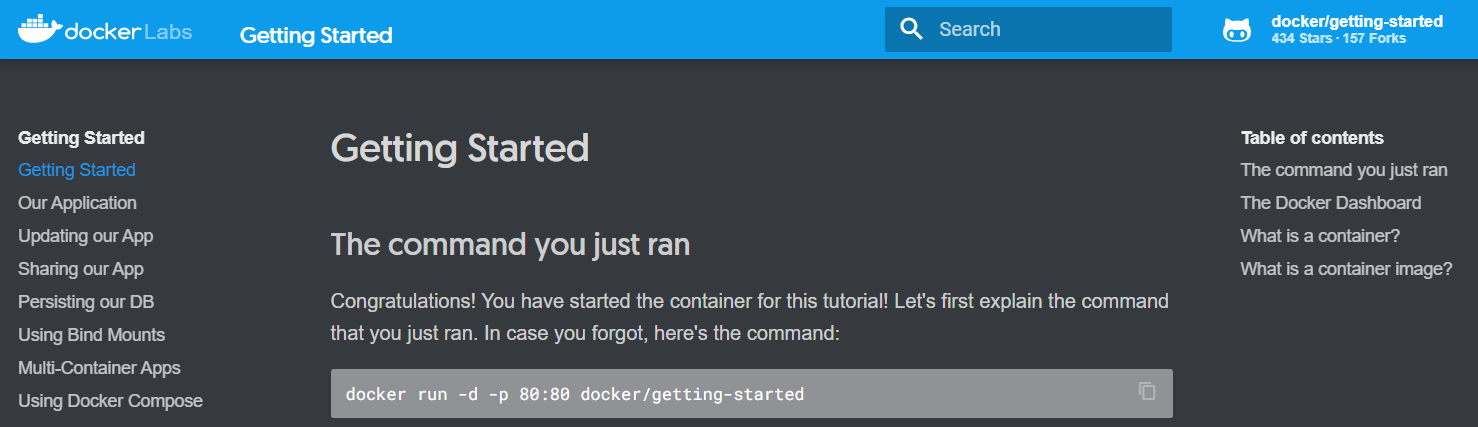 docker Labs
Getting Started
Search
docker/getting-started
434 Stars · 157 Forks
Getting Started
Getting Started
Our Application
Updating our App
Sharing our App
Persisting our DB
Using Bind Mounts
Multi-Container Apps
Using Docker Compose
Getting Started
The command you just ran
Congratulations! You have started the container for this tutorial! Let's first explain the command
that you just ran. In case you forgot, here's the command:
docker run -d -p 80:80 docker/getting-started
Table of contents
The command you just ran
The Docker Dashboard
What is a container?
What is a container image?